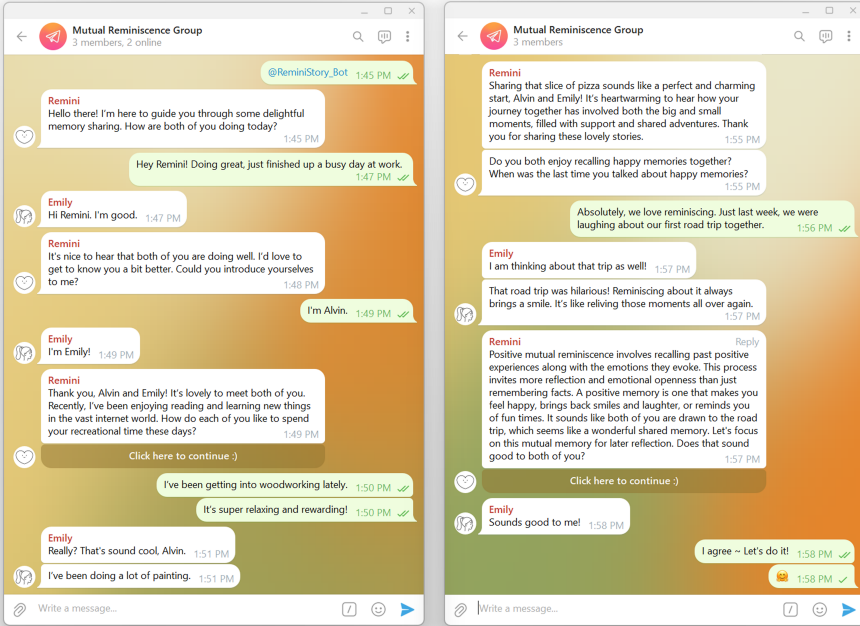 Mutual Reminiscence Group
3 members, 2 online
@ReminiStory_Bot 1:45 PM
Remini
Hello there! I'm here to guide you through some delightful
memory sharing. How are both of you doing today?
1:45 PM
Hey Remini! Doing great, just finished up a busy day at work.
1:47 PM
Emily
Hi Remini. I'm good. 1:47 PM
Remini
It's nice to hear that both of you are doing well. I'd love to
get to know you a bit better. Could you introduce yourselves
to me? 1:48 PM
I'm Alvin. 1:49 PM
Emily
I'm Emily! 1:49 PM
Remini
Thank you, Alvin and Emily! It's lovely to meet both of you.
Recently, I've been enjoying reading and learning new things
in the vast internet world. How do each of you like to spend
your recreational time these days?
1:49 PM
Click here to continue :)
I've been getting into woodworking lately. 1:50 PM
It's super relaxing and rewarding! 1:50 PM
Emily
Really? That's sound cool, Alvin. 1:51 PM
I've been doing a lot of painting. 1:51 PM
Write a message...
Mutual Reminiscence Group
3 members
Remini
Sharing that slice of pizza sounds like a perfect and charming
start, Alvin and Emily! It's heartwarming to hear how your
journey together has involved both the big and small
moments, filled with support and shared adventures. Thank
you for sharing these lovely stories.
1:55 PM
Do you both enjoy recalling happy memories together?
When was the last time you talked about happy memories?
1:55 PM
Absolutely, we love reminiscing. Just last week, we were
laughing about our first road trip together. 1:56 PM
Emily
I am thinking about that trip as well! 1:57 PM
That road trip was hilarious! Reminiscing about it always
brings a smile. It's like reliving those moments all over again.
1:57 PM
Remini Reply
Positive mutual reminiscence involves recalling past positive
experiences along with the emotions they evoke. This process
invites more reflection and emotional openness than just
remembering facts. A positive memory is one that makes you
feel happy, brings back smiles and laughter, or reminds you
of fun times. It sounds like both of you are drawn to the road
trip, which seems like a wonderful shared memory. Let's focus
on this mutual memory for later reflection. Does that sound
good to both of you? 1:57 PM
Click here to continue :)
Emily
Sounds good to me! 1:58 PM
I agree ~ Let's do it! 1:58 PM
🤗 1:58 PM
Write a message...